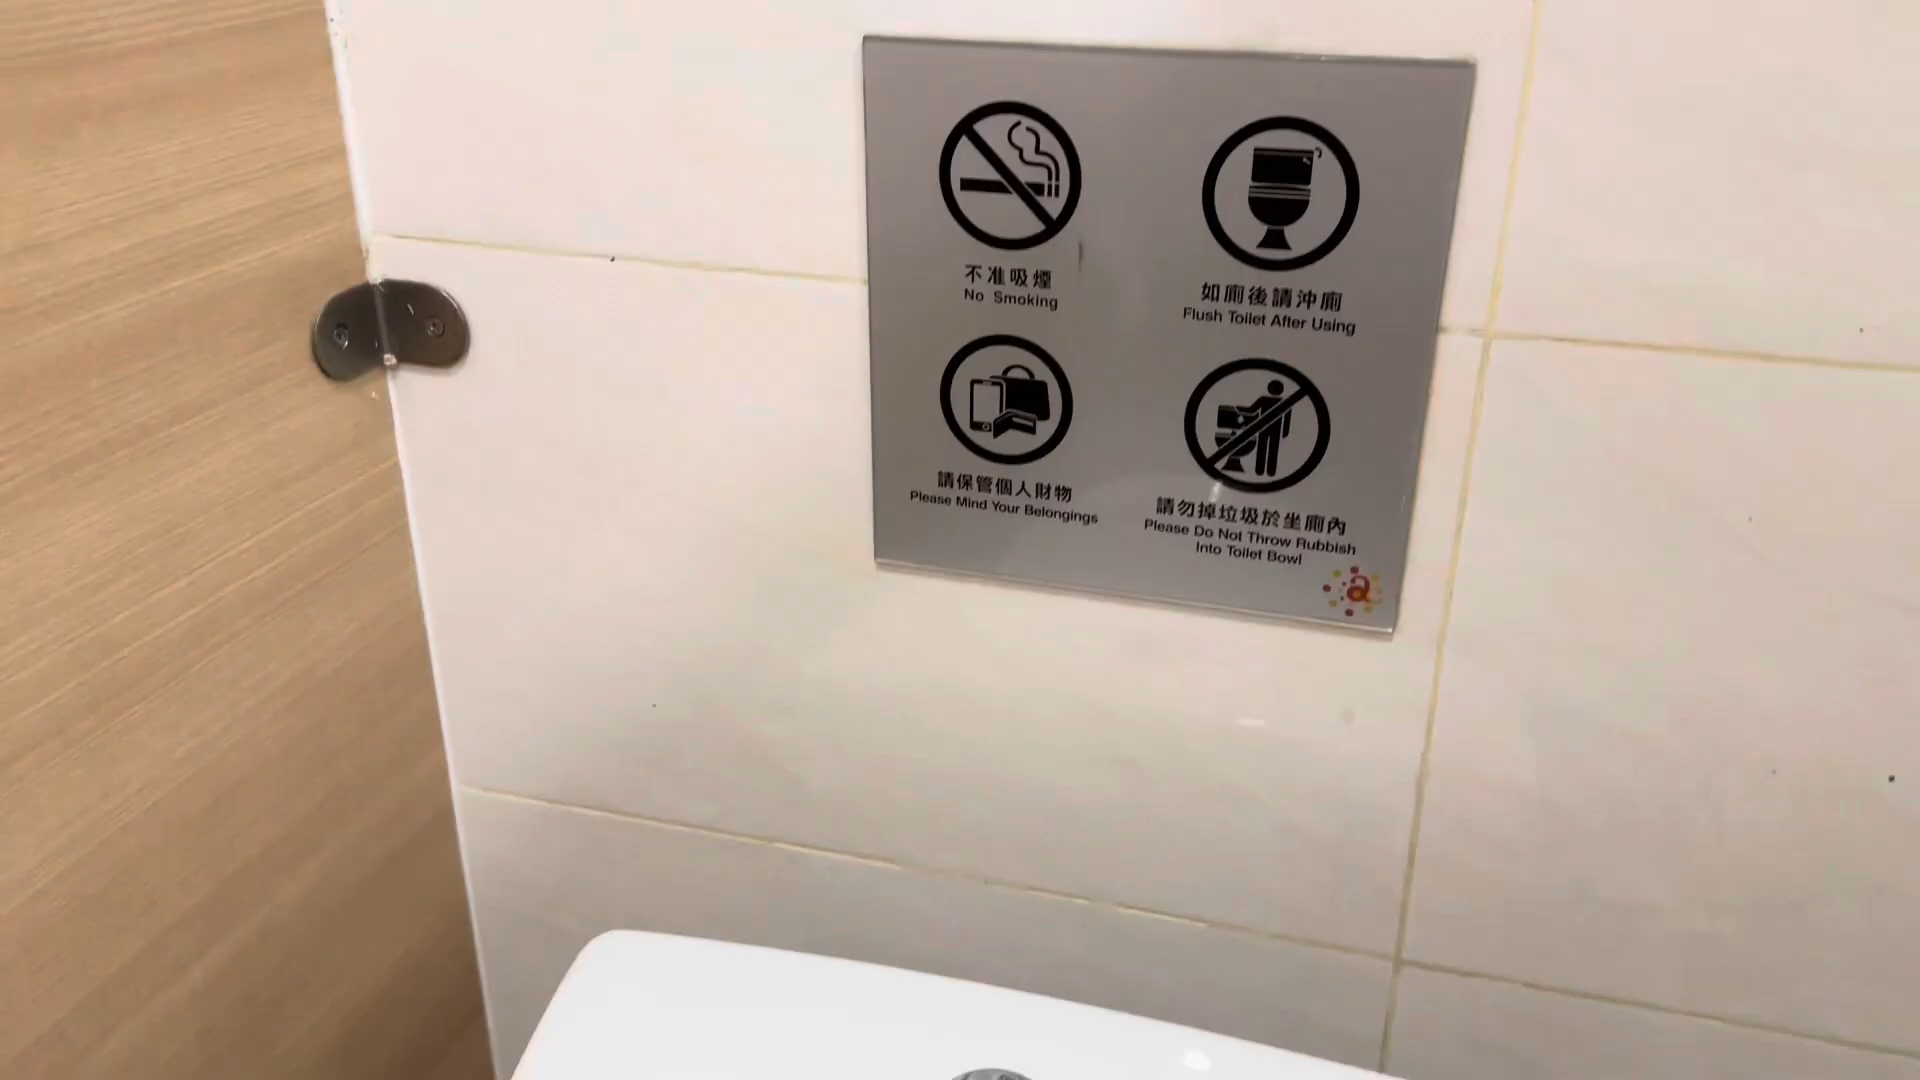 不准吸煙
No Smoking
如廁後請沖廁
Flush Toilet After Using
請保管個人財物
Please Mind Your Belongings
請勿掉垃圾於坐廁內
Please Do Not Throw Rubbish
Into Toilet Bowl
a